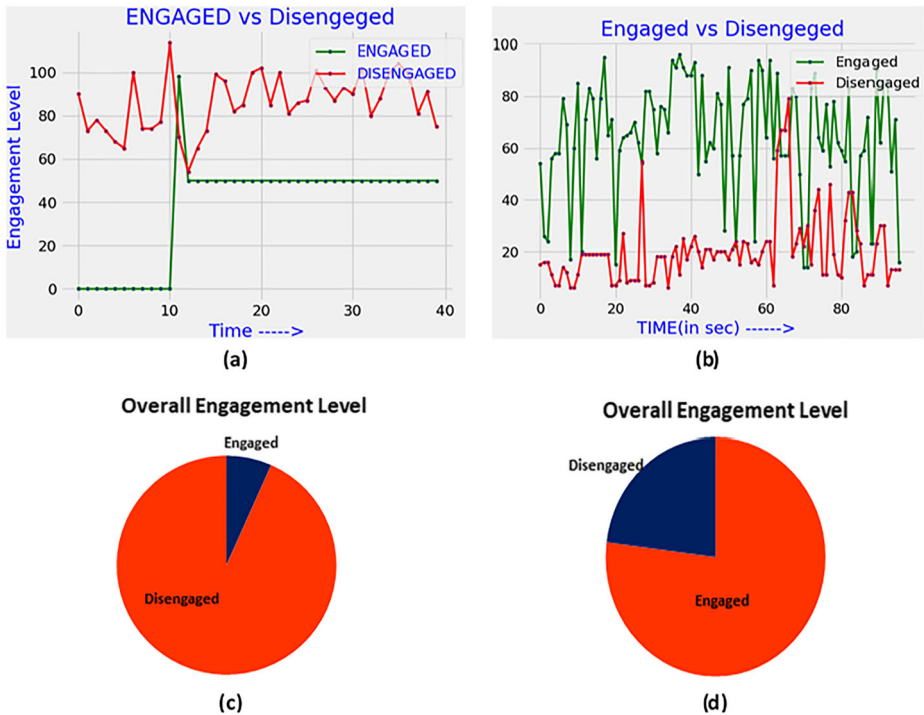 ENGAGED vs Disengeged
ENGAGED
DISENGAGED
Engagement Level
100
80
60
40
20
0
0
10
20
30
40
Time ----->
(a)
Engaged vs Disengeged
Engaged
Disengaged
100
80
60
40
20
0
20
40
60
80
TIME(in sec) ------>
(b)
Overall Engagement Level
Engaged
Disengaged
(c)
Overall Engagement Level
Disengaged
Engaged
(d)